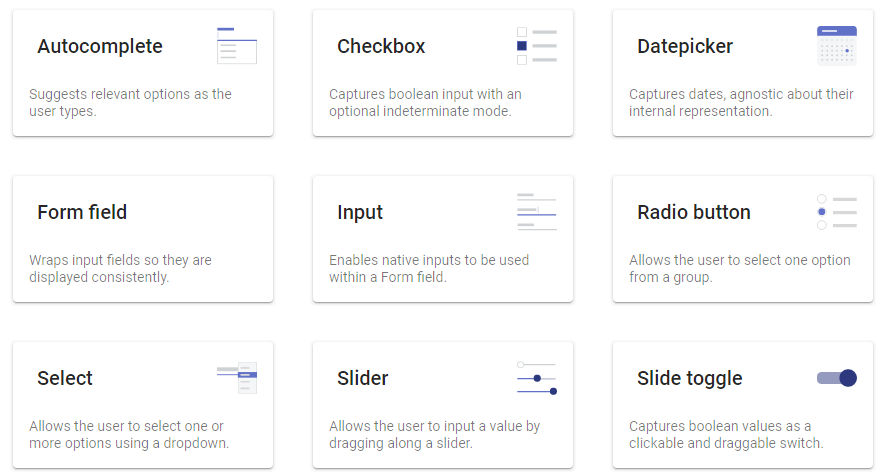 Autocomplete
Suggests relevant options as the
user types.
Checkbox
Captures boolean input with an
optional indeterminate mode.
Datepicker
Captures dates, agnostic about their
internal representation.
Form field
Wraps input fields so they are
displayed consistently.
Input
Enables native inputs to be used
within a Form field.
Radio button
Allows the user to select one option
from a group.
Select
Allows the user to select one or
more options using a dropdown.
Slider
Allows the user to input a value by
dragging along a slider.
Slide toggle
Captures boolean values as a
clickable and draggable switch.